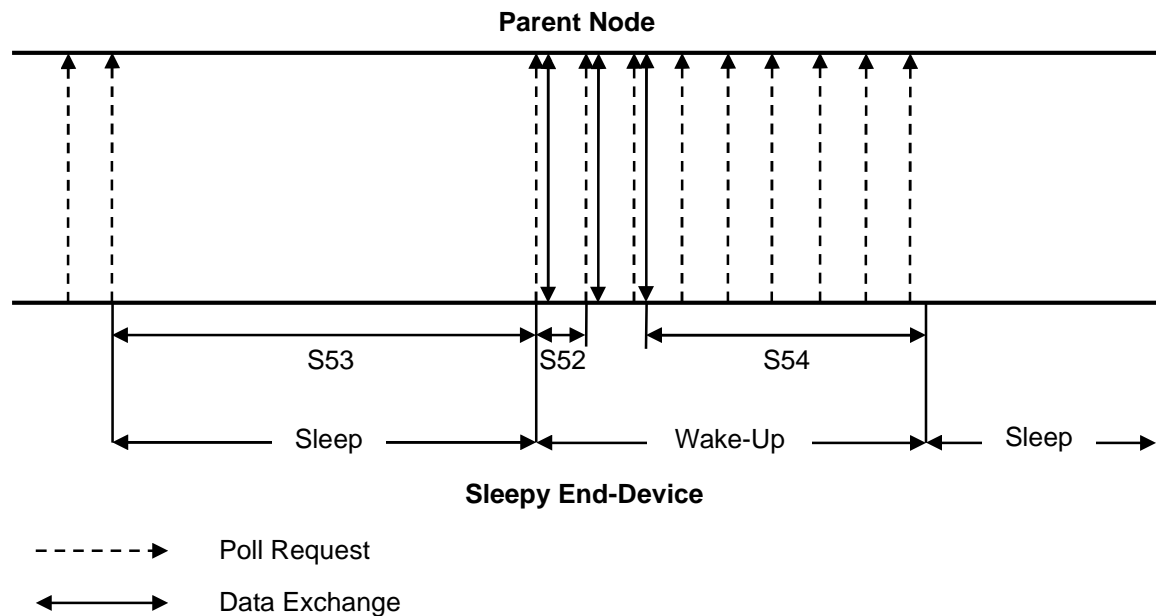 Parent Node
S53
S52
S54
Sleep
Wake-Up
Sleep
Sleepy End-Device
Poll Request
Data Exchange